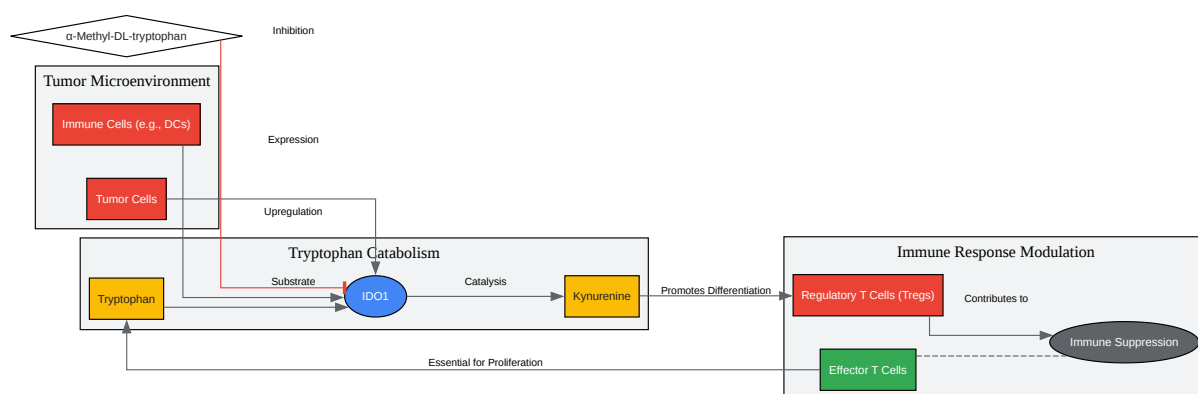 α-Methyl-DL-tryptophan
Inhibition
Tumor Microenvironment
Immune Cells (e.g., DCs)
Expression
Tumor Cells
Upregulation
Tryptophan Catabolism
Immune Response Modulation
Substrate
Catalysis
Tryptophan
IDO1
Kynurenine
Promotes Differentiation
Regulatory T Cells (Tregs)
Contributes to
Immune Suppression
Essential for Proliferation
Effector T Cells